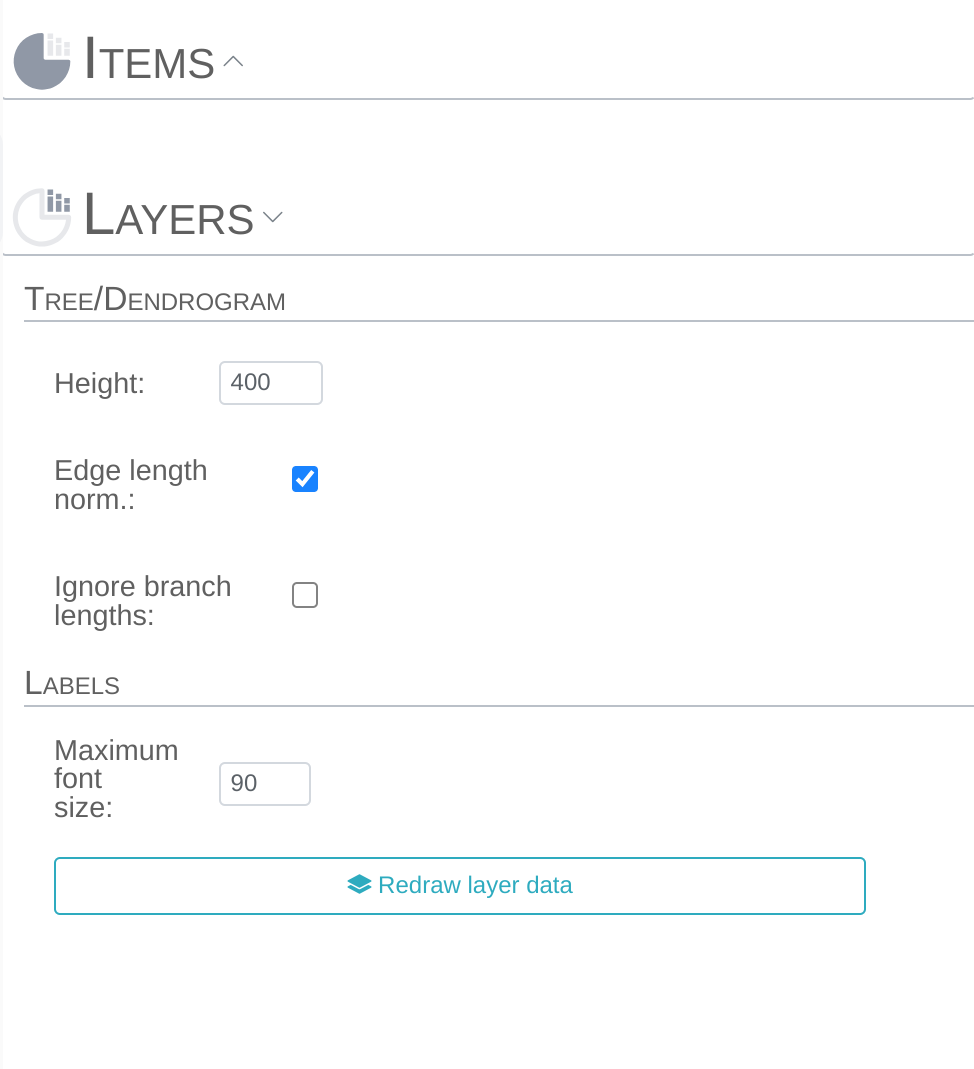 Items
Layers
Tree/Dendrogram
Height:
400
Edge length
norm.:
Ignore branch
lengths:
Labels
Maximum
font
size:
90
Redraw layer data